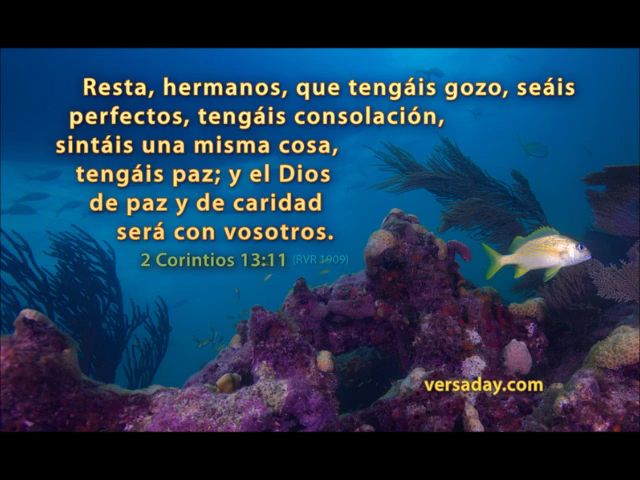 Resta, hermanos, que tengáis gozo, seáis
perfectos, tengáis consolación,
sintáis una misma cosa,
tengáis paz; y el Dios
de paz y de caridad
será con vosotros.
2 Corintios 13:11 (RVR 1909)
versaday.com